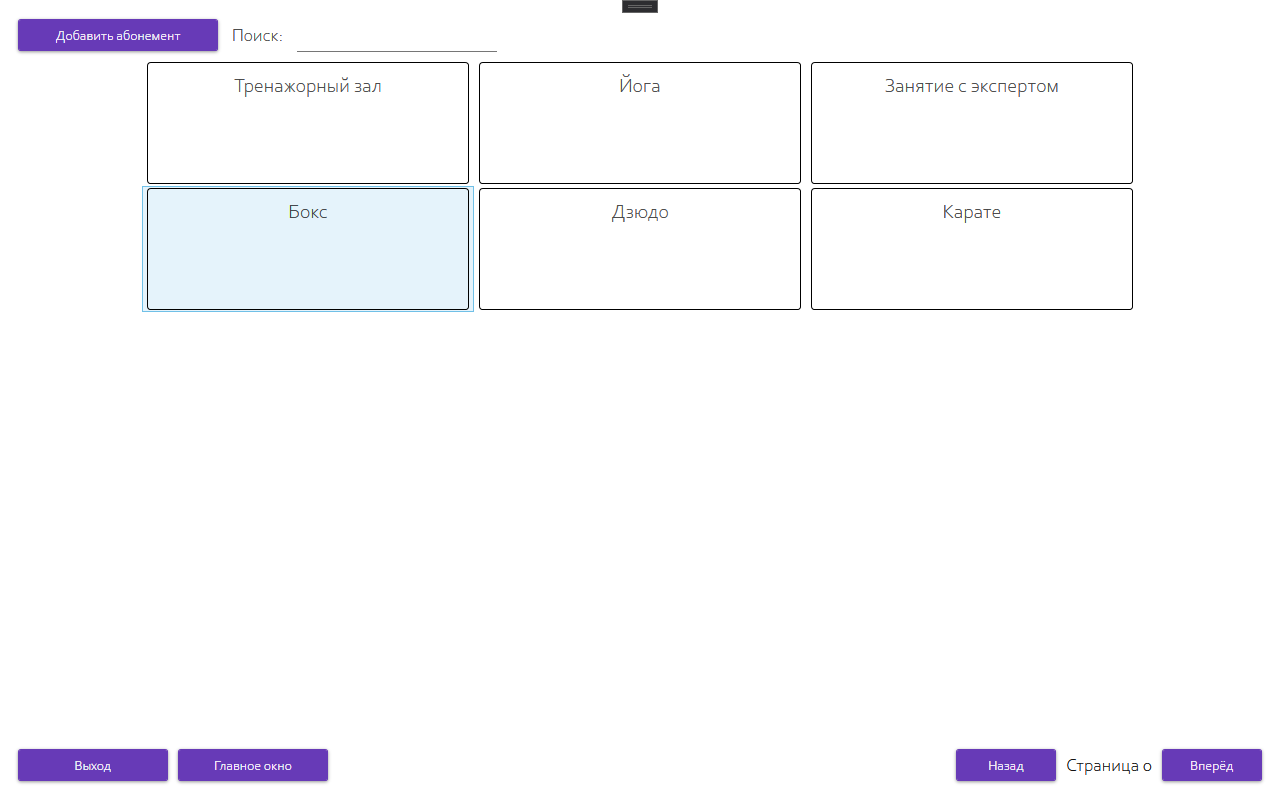 Добавить абонемент
Поиск:
Тренажорный зал
Йога
Занятие с экспертом
Бокс
Дзюдо
Карате
Выход
Главное окно
Назад
Страница 0
Вперёд